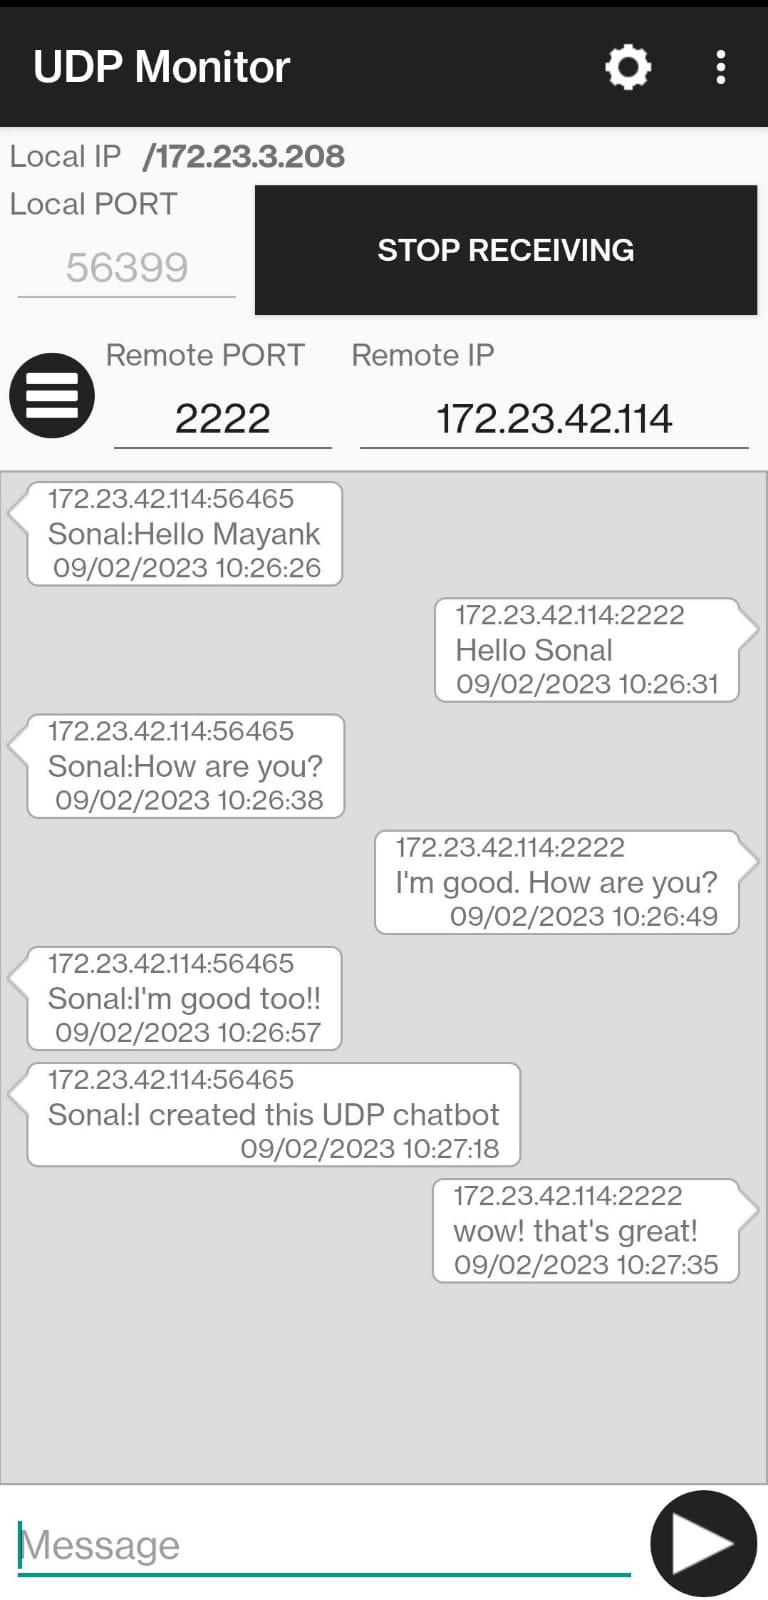 UDP Monitor
Local IP /172.23.3.208
Local PORT
56399
STOP RECEIVING
Remote PORT Remote IP
2222 172.23.42.114
172.23.42.114:56465
Sonal:Hello Mayank
09/02/2023 10:26:26
172.23.42.114:2222
Hello Sonal
09/02/2023 10:26:31
172.23.42.114:56465
Sonal:How are you?
09/02/2023 10:26:38
172.23.42.114:2222
I'm good. How are you?
09/02/2023 10:26:49
172.23.42.114:56465
Sonal:I'm good too!!
09/02/2023 10:26:57
172.23.42.114:56465
Sonal:I created this UDP chatbot
09/02/2023 10:27:18
172.23.42.114:2222
wow! that's great!
09/02/2023 10:27:35
Message